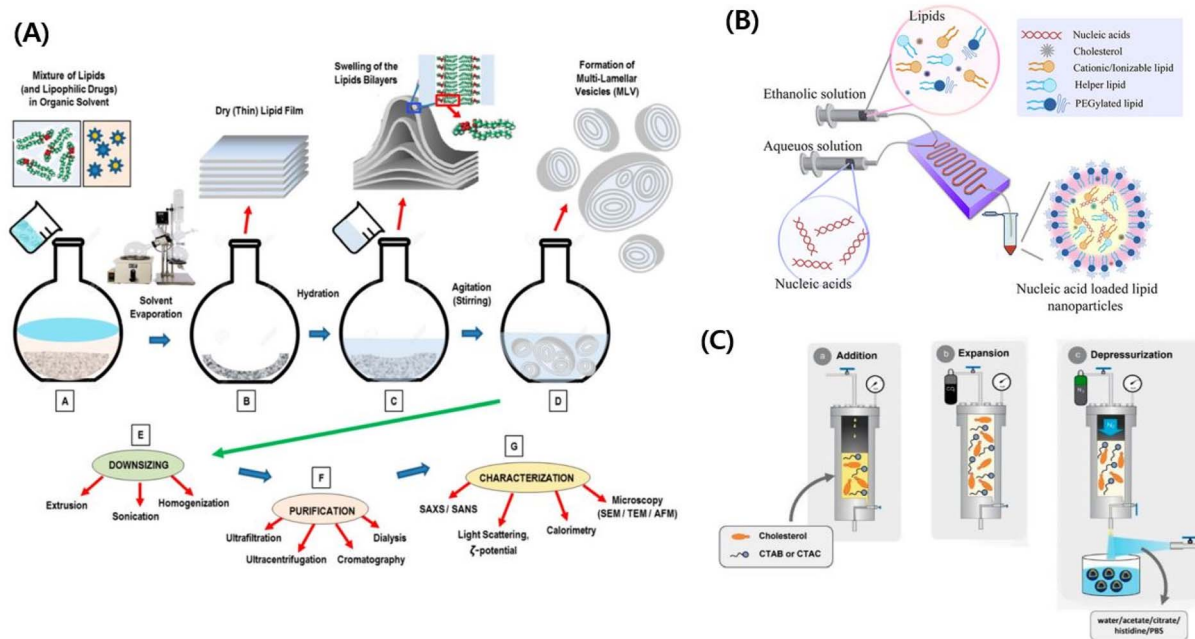 (A)
Mixture of Lipids
(and Lipophilic Drugs)
in Organic Solvent
Dry (Thin) Lipid Film
Swelling of the
Lipids Bilayers
Formation of
Multi-Lamellar
Vesicles (MLV)
Solvent
Evaporation
Hydration
Agitation
(Stirring)
A
B
C
D
E
DOWNSIZING
Extrusion
Sonication
Homogenization
F
PURIFICATION
Ultrafiltration
Ultracentrifugation
Cromatography
Dialysis
G
CHARACTERIZATION
SAXS / SANS
Light Scattering,
ζ-potential
Calorimetry
Microscopy
(SEM / TEM / AFM)
(B)
Lipids
Ethanolic solution
Aqueuos solution
Nucleic acids
Nucleic acids
Cholesterol
Cationic/Ionizable lipid
Helper lipid
PEGylated lipid
Nucleic acid loaded lipid
nanoparticles
(C)
a Addition
Cholesterol
CTAB or CTAC
b Expansion
CO₂
c Depressurization
N₂
N₂
water/acetate/citrate/
histidine/PBS